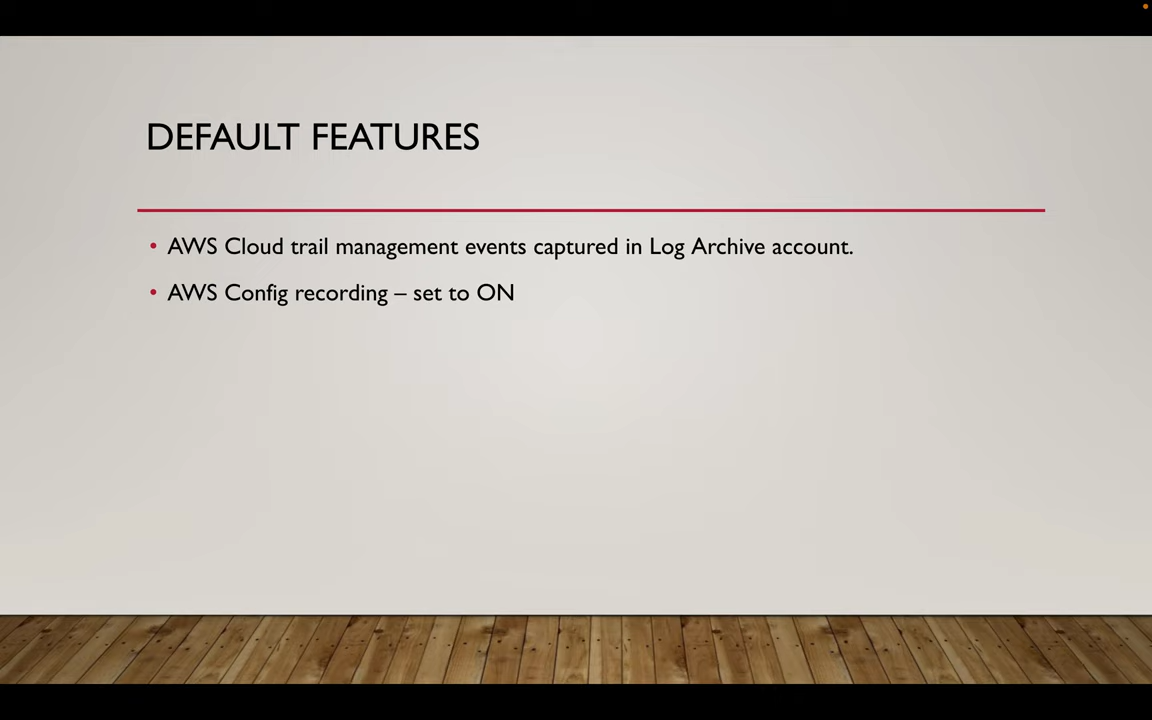 DEFAULT FEATURES
• AWS Cloud trail management events captured in Log Archive account.
• AWS Config recording – set to ON